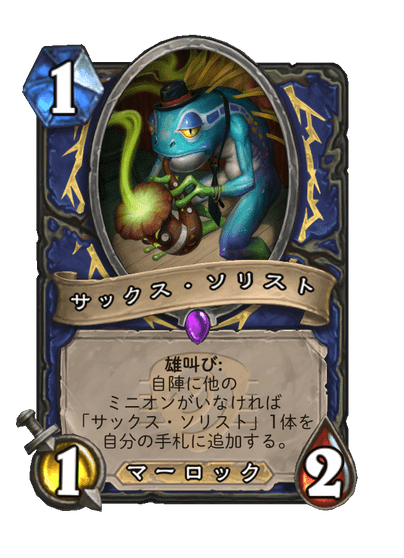 1
サックス・ソリスト
雄叫び:
自陣に他の
ミニオンがいなければ
「サックス・ソリスト」1体を
自分の手札に追加する。
1
マーロック
2